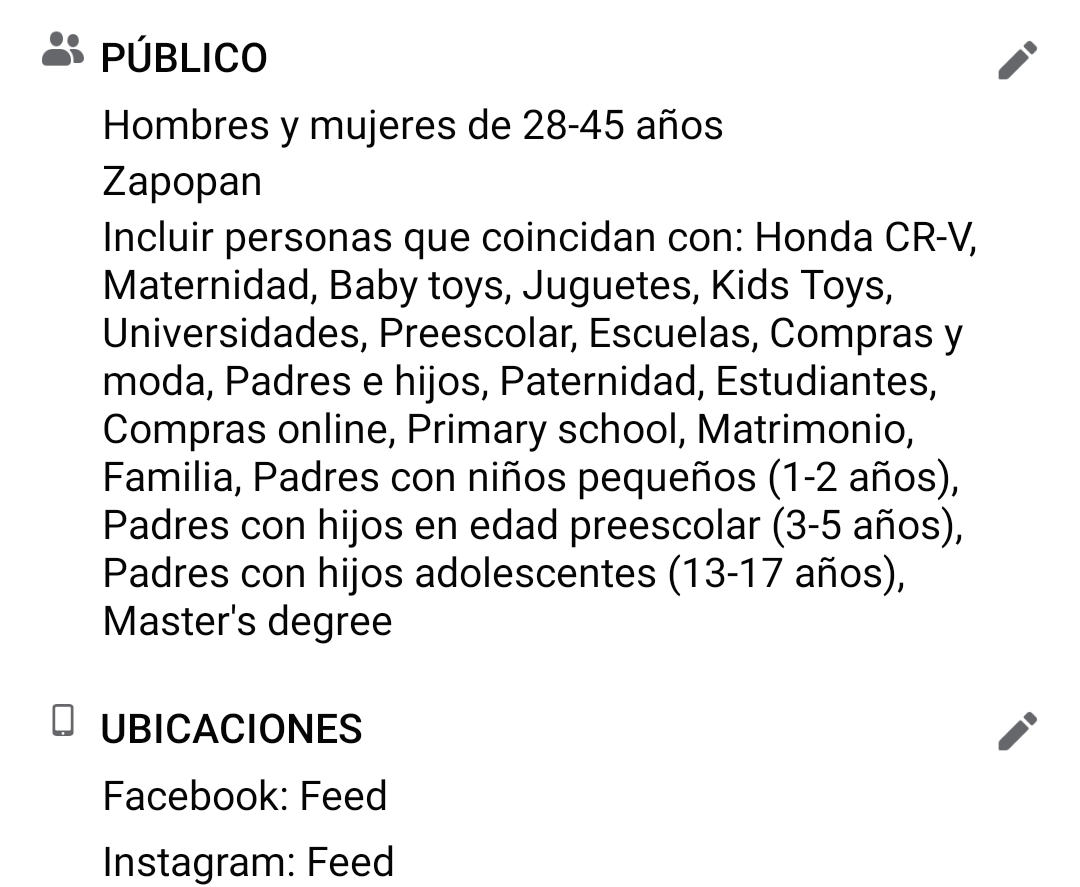 PÚBLICO
Hombres y mujeres de 28-45 años
Zapopan
Incluir personas que coincidan con: Honda CR-V,
Maternidad, Baby toys, Juguetes, Kids Toys,
Universidades, Preescolar, Escuelas, Compras y
moda, Padres e hijos, Paternidad, Estudiantes,
Compras online, Primary school, Matrimonio,
Familia, Padres con niños pequeños (1-2 años),
Padres con hijos en edad preescolar (3-5 años),
Padres con hijos adolescentes (13-17 años),
Master's degree
UBICACIONES
Facebook: Feed
Instagram: Feed